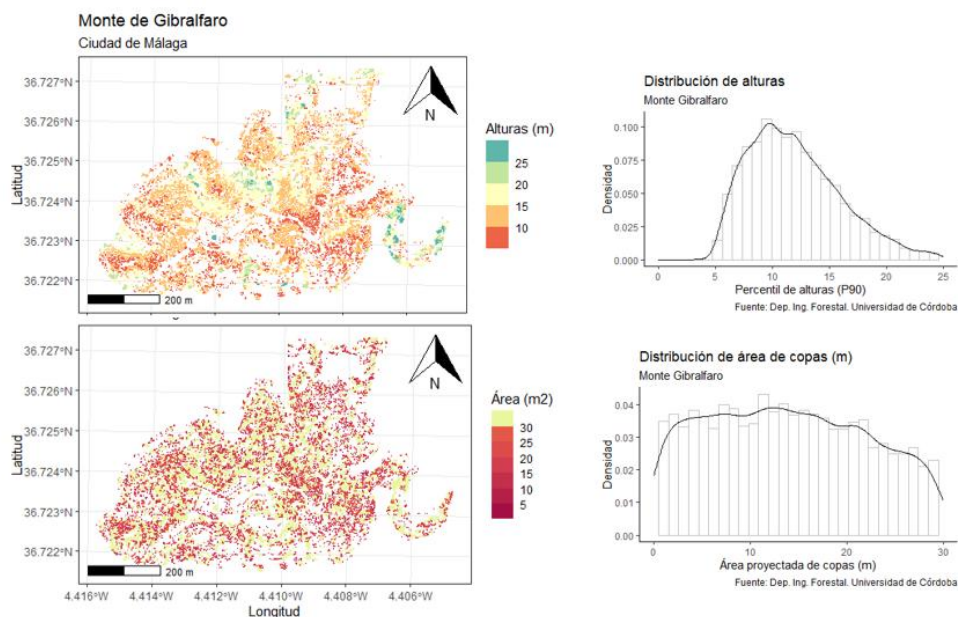 Monte de Gibralfaro
Ciudad de Málaga
36.727°N
36.726°N
36.725°N
36.724°N
36.723°N
36.722°N
Latitud
N
200 m
Alturas (m)
25
20
15
10
Distribución de alturas
Monte Gibralfaro
0.100
0.075
0.050
0.025
0.000
Densidad
0
5
10
15
20
25
Percentil de alturas (P90)
Fuente: Dep. Ing. Forestal. Universidad de Córdoba
36.727°N
36.726°N
36.725°N
36.724°N
36.723°N
36.722°N
Latitud
N
200 m
4.416°W
4.414°W
4.412°W
4.410°W
4.408°W
4.406°W
Longitud
Área (m2)
30
25
20
15
10
5
Distribución de área de copas (m)
Monte Gibralfaro
0.04
0.03
0.02
0.01
0.00
Densidad
0
10
20
30
Área proyectada de copas (m)
Fuente: Dep. Ing. Forestal. Universidad de Córdoba